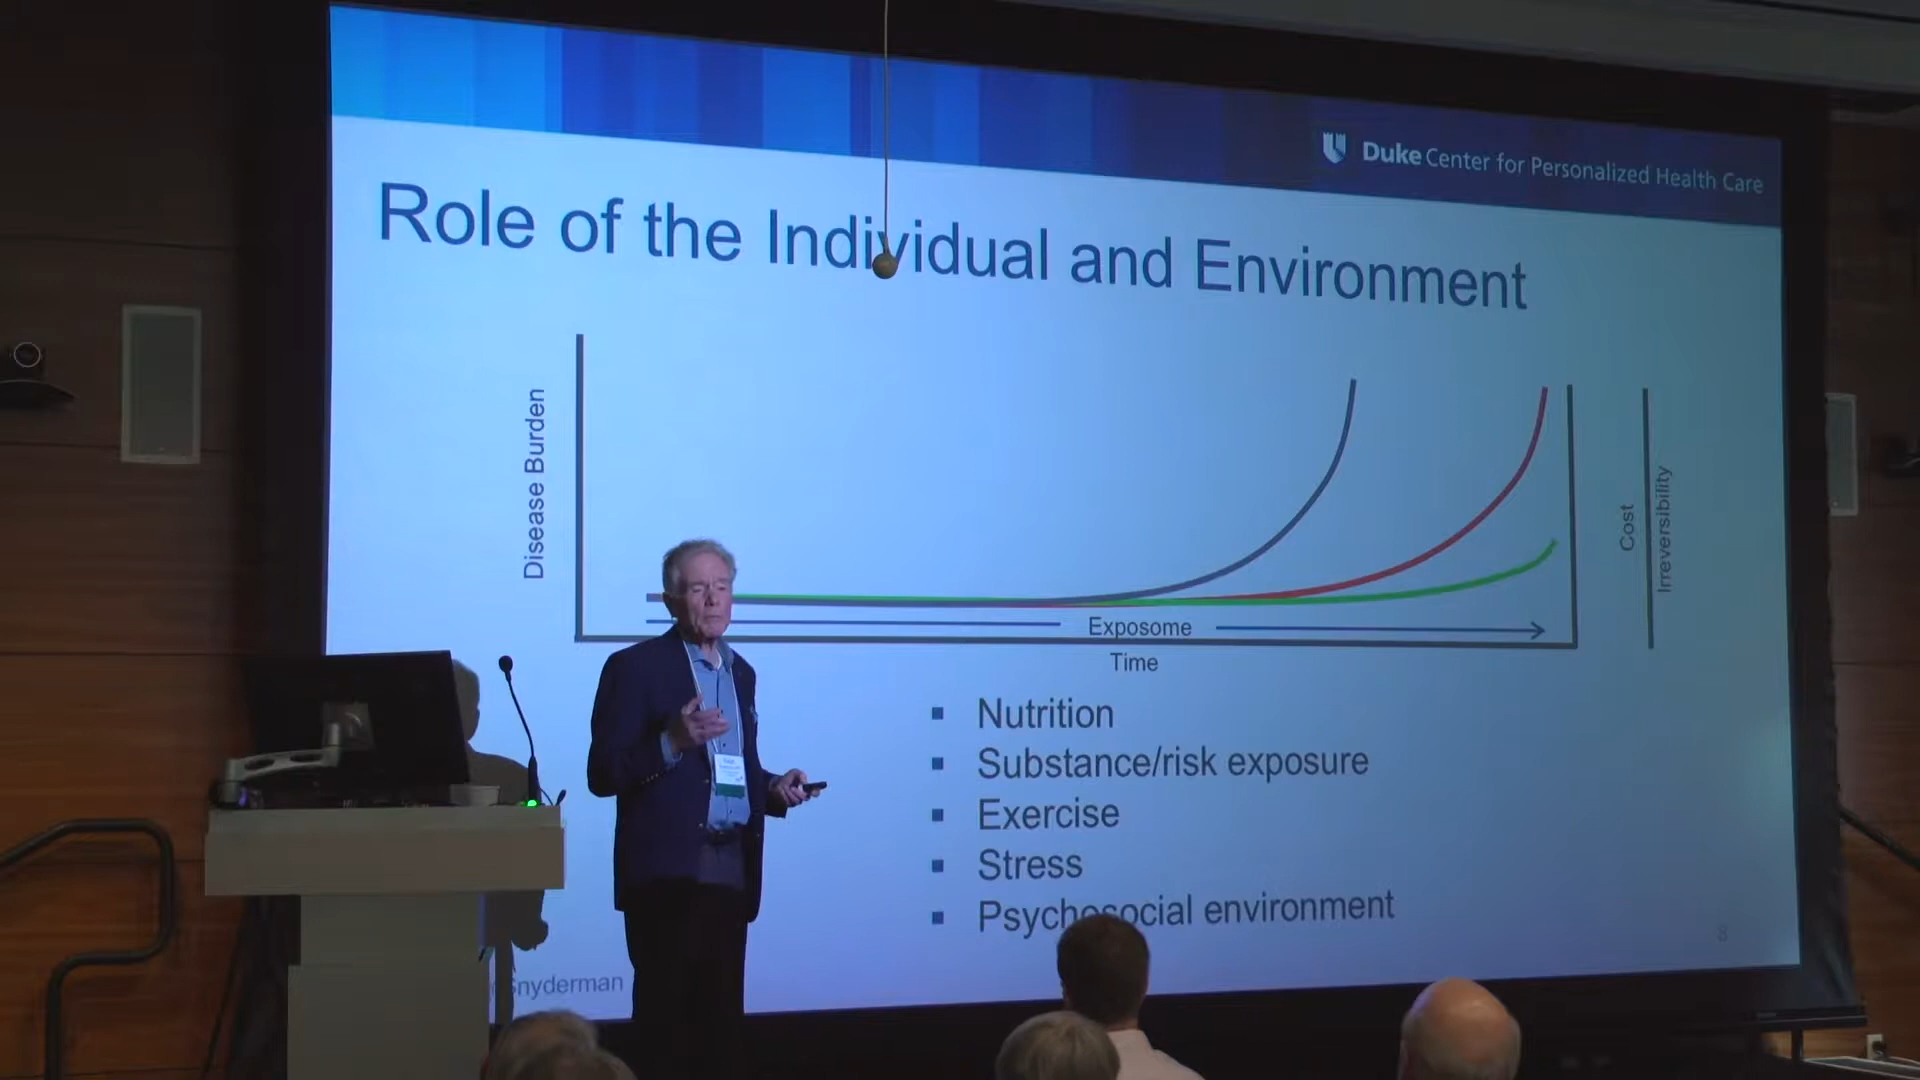 Duke Center for Personalized Health Care
Role of the Individual and Environment
Disease Burden
Cost
Irreversibility
Exposome
Time
▪ Nutrition
▪ Substance/risk exposure
▪ Exercise
▪ Stress
▪ Psychosocial environment
Snyderman
8